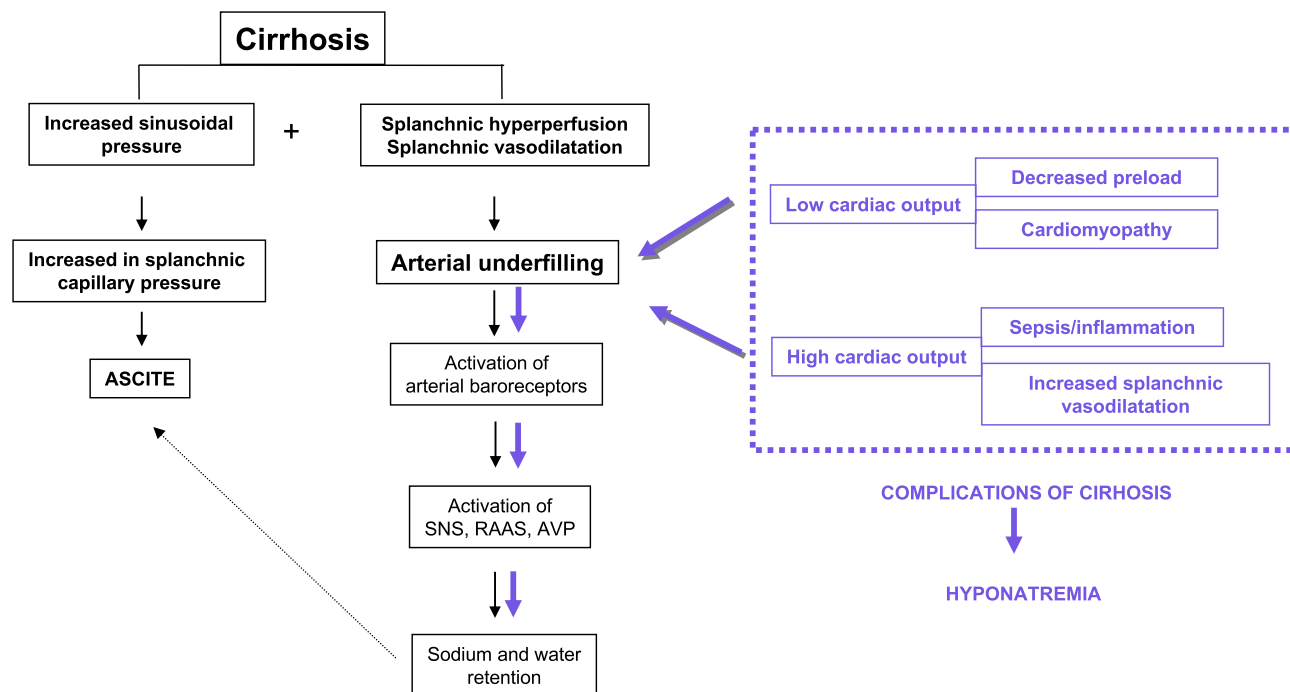 Cirrhosis
Increased sinusoidal
pressure
+
Splanchnic hyperperfusion
Splanchnic vasodilatation
Increased in splanchnic
capillary pressure
ASCITE
Arterial underfilling
Activation of
arterial baroreceptors
Activation of
SNS, RAAS, AVP
Sodium and water
retention
Low cardiac output
Decreased preload
Cardiomyopathy
High cardiac output
Sepsis/inflammation
Increased splanchnic
vasodilatation
COMPLICATIONS OF CIRHOSIS
HYPONATREMIA